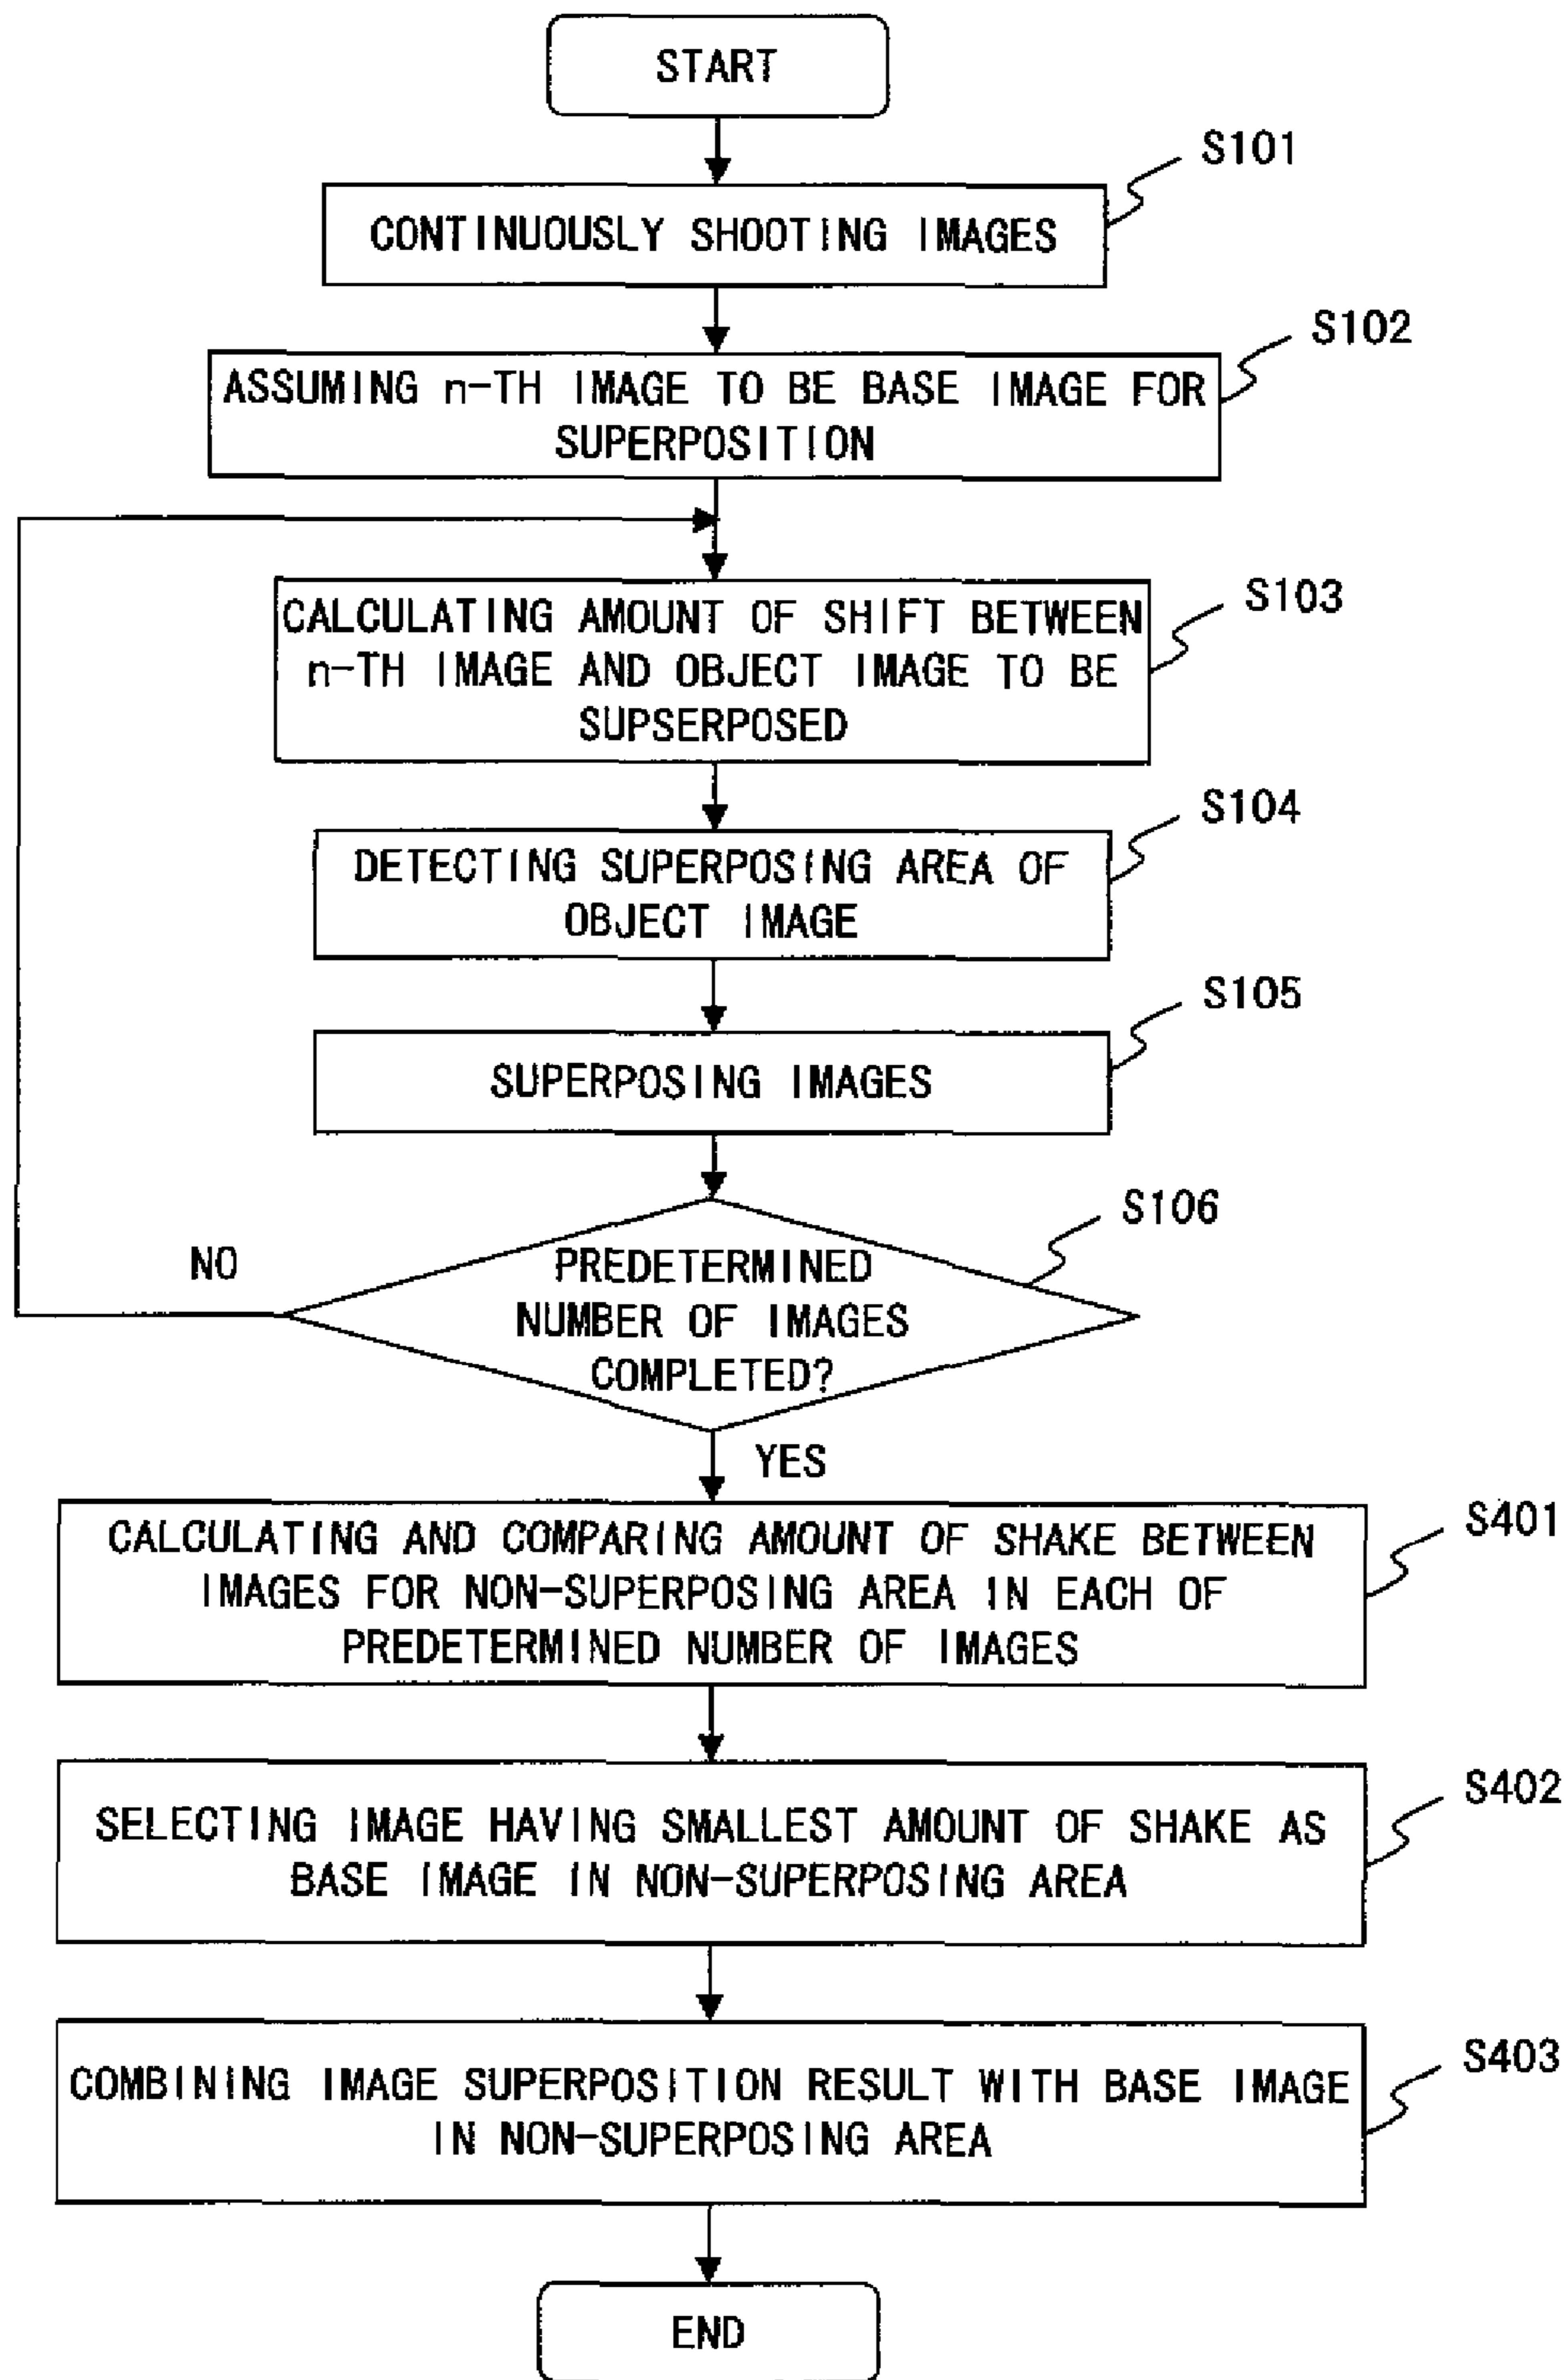 START
S101
CONTINUOUSLY SHOOTING IMAGES
S102
ASSUMING n-TH IMAGE TO BE BASE IMAGE FOR
SUPERPOSITION
S103
CALCULATING AMOUNT OF SHIFT BETWEEN
n-TH IMAGE AND OBJECT IMAGE TO BE
SUPSERPOSED
S104
DETECTING SUPERPOSING AREA OF
OBJECT IMAGE
S105
SUPERPOSING IMAGES
S106
NO
PREDETERMINED
NUMBER OF IMAGES
COMPLETED?
YES
S401
CALCULATING AND COMPARING AMOUNT OF SHAKE BETWEEN
IMAGES FOR NON-SUPERPOSING AREA IN EACH OF
PREDETERMINED NUMBER OF IMAGES
S402
SELECTING IMAGE HAVING SMALLEST AMOUNT OF SHAKE AS
BASE IMAGE IN NON-SUPERPOSING AREA
S403
COMBINING IMAGE SUPERPOSITION RESULT WITH BASE IMAGE
IN NON-SUPERPOSING AREA
END